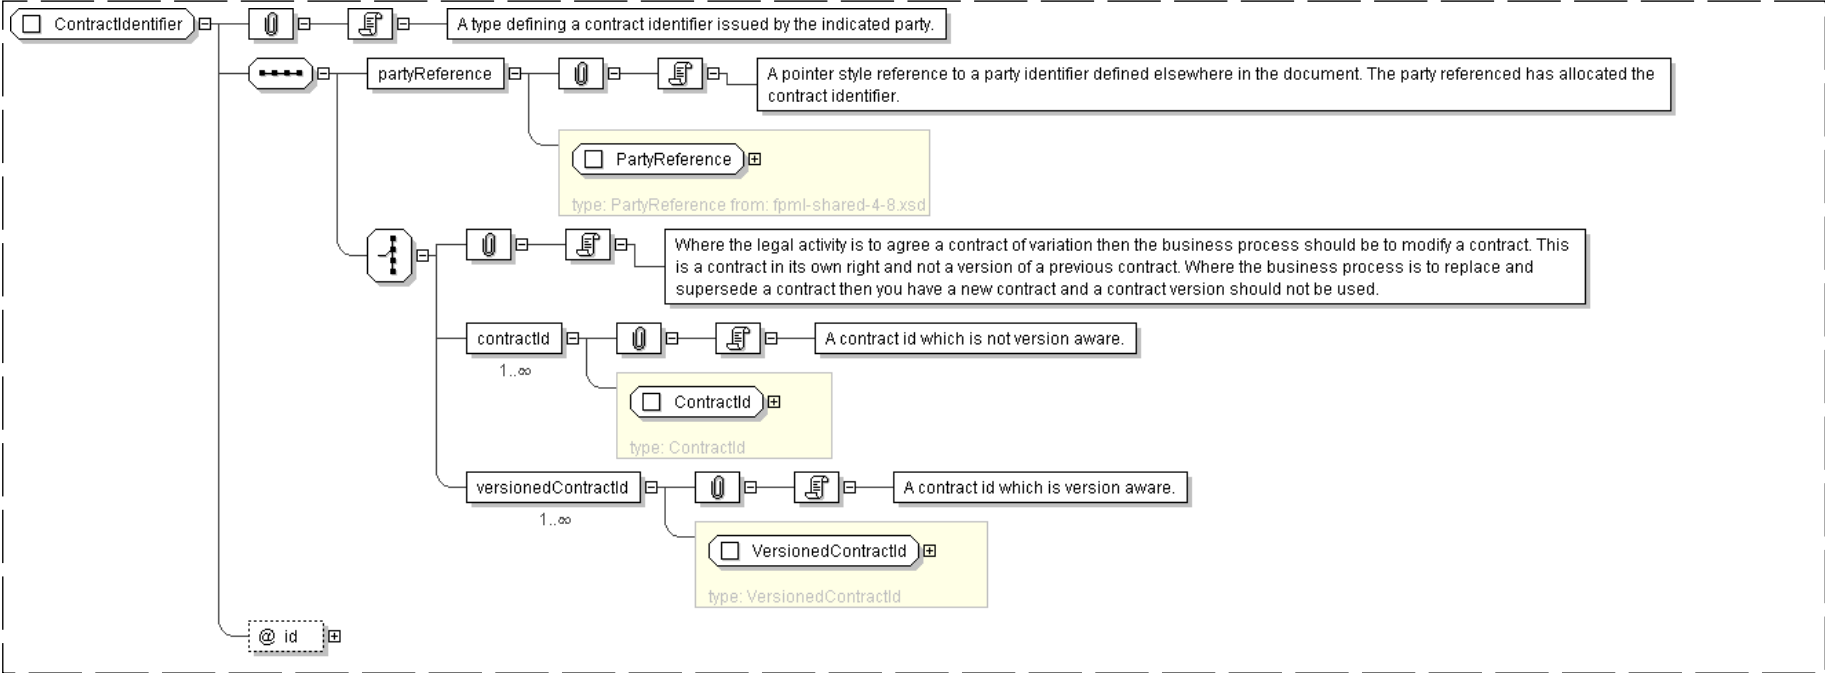 ContractIdentifier
A type defining a contract identifier issued by the indicated party.
partyReference
A pointer style reference to a party identifier defined elsewhere in the document. The party referenced has allocated the
contract identifier.
PartyReference
type: PartyReference from: fpml-shared-4-8.xsd
Where the legal activity is to agree a contract of variation then the business process should be to modify a contract. This
is a contract in its own right and not a version of a previous contract. Where the business process is to replace and
supersede a contract then you have a new contract and a contract version should not be used.
contractId
A contract id which is not version aware.
1..∞
ContractId
type: ContractId
versionedContractId
A contract id which is version aware.
1..∞
VersionedContractId
type: VersionedContractId
@ id